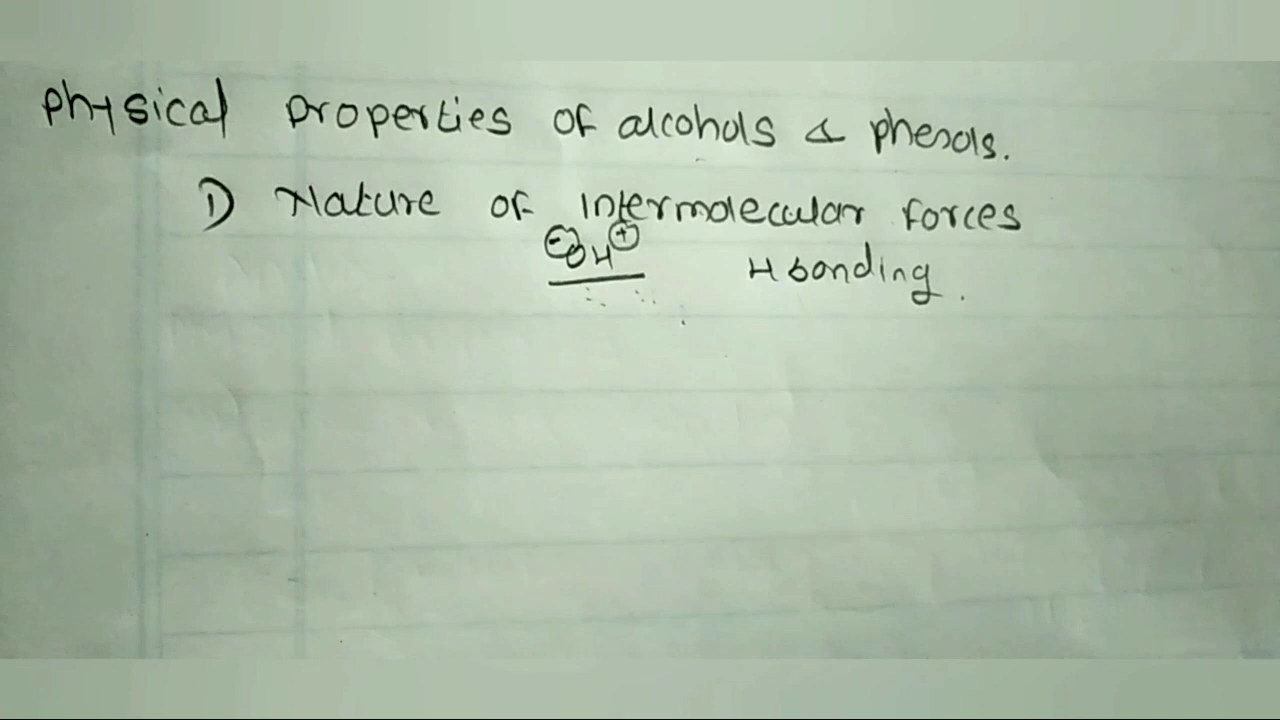 Physical properties of alcohols & phenols.
1) Nature of Intermolecular forces
⊖OH⊕ H bonding.